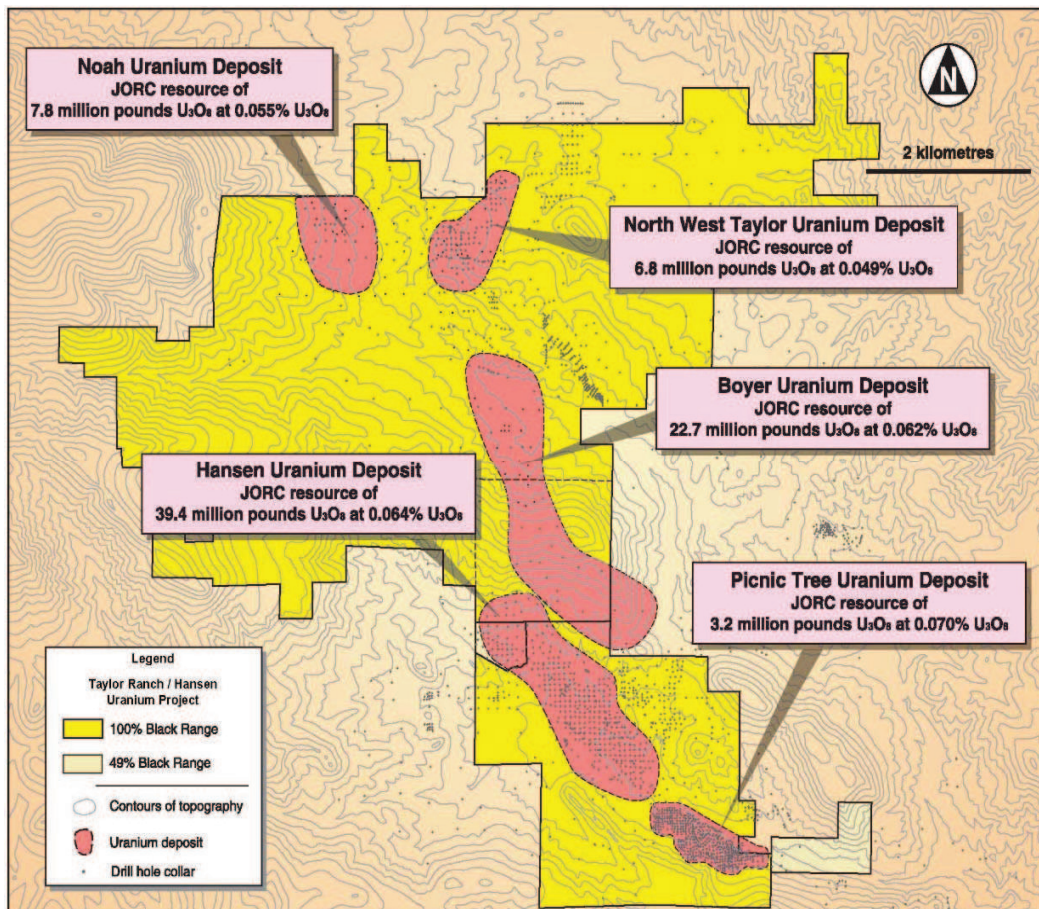 Noah Uranium Deposit
JORC resource of
7.8 million pounds U₃O₈ at 0.055% U₃O₈
N
2 kilometres
North West Taylor Uranium Deposit
JORC resource of
6.8 million pounds U₃O₈ at 0.049% U₃O₈
Boyer Uranium Deposit
JORC resource of
22.7 million pounds U₃O₈ at 0.062% U₃O₈
Hansen Uranium Deposit
JORC resource of
39.4 million pounds U₃O₈ at 0.064% U₃O₈
Picnic Tree Uranium Deposit
JORC resource of
3.2 million pounds U₃O₈ at 0.070% U₃O₈
Legend
Taylor Ranch / Hansen
Uranium Project
100% Black Range
49% Black Range
Contours of topography
Uranium deposit
Drill hole collar